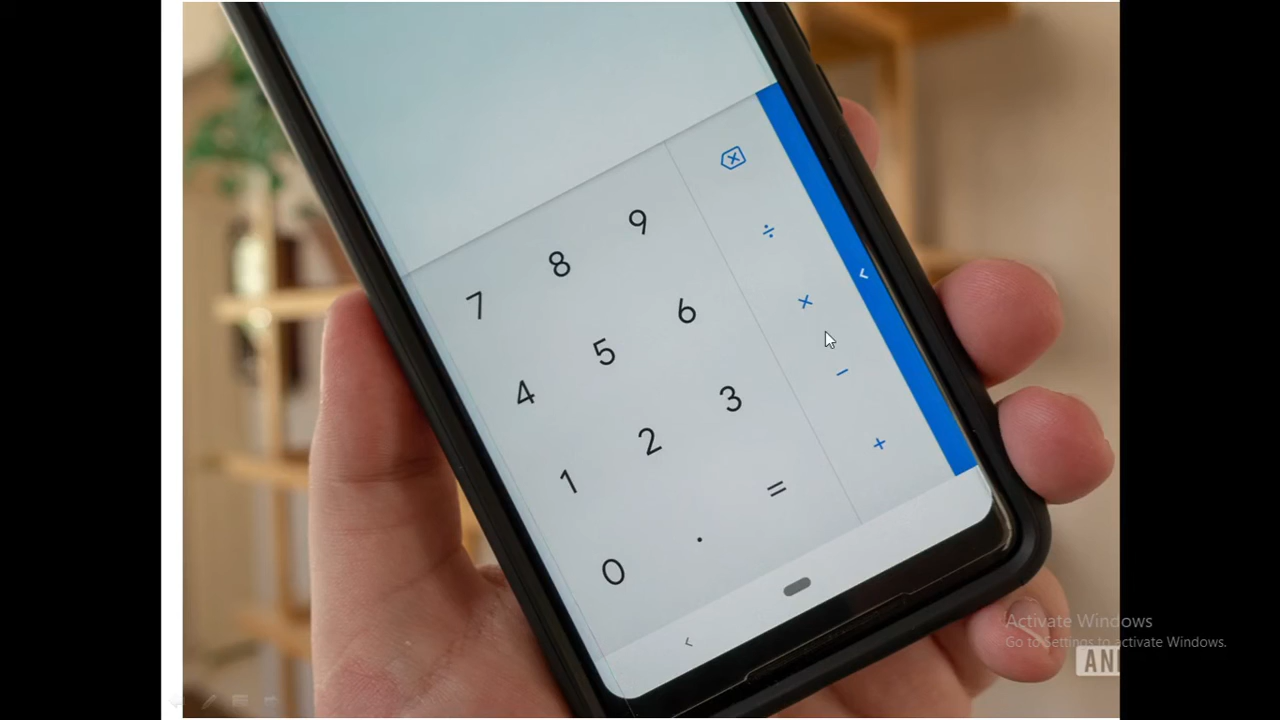 7 8 9
÷
4 5 6
×
1 2 3
−
0 . =
+
Activate Windows
Go to Settings to activate Windows.
AN